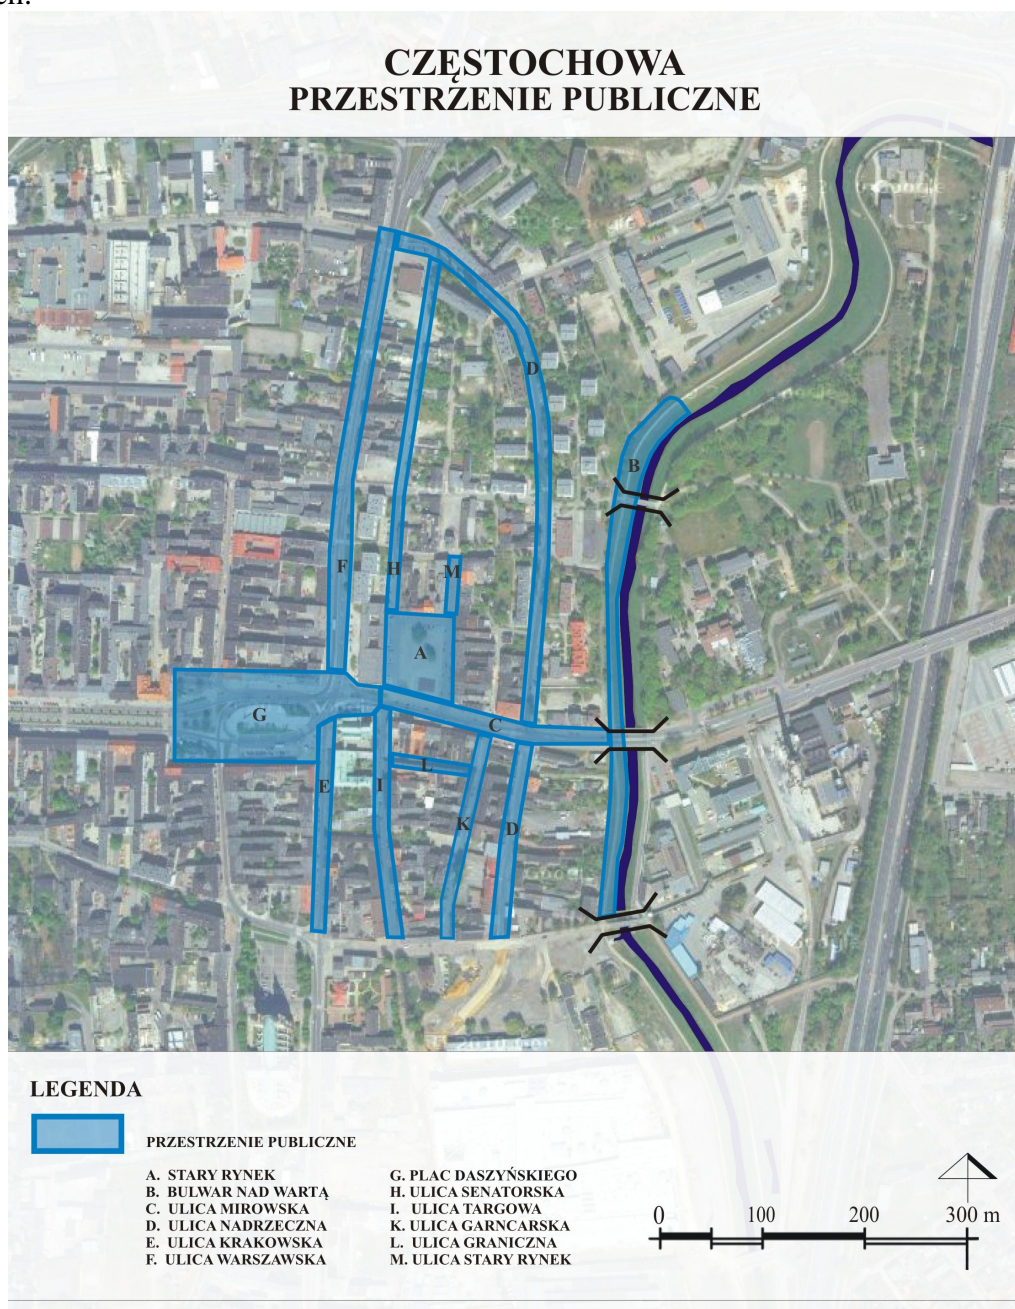 CZĘSTOCHOWA
PRZESTRZENIE PUBLICZNE
D
B
F
H
M
A
G
C
E
I
L
K
D
LEGENDA
PRZESTRZENIE PUBLICZNE
A. STARY RYNEK
B. BULWAR NAD WARTĄ
C. ULICA MIROWSKA
D. ULICA NADRZECZNA
E. ULICA KRAKOWSKA
F. ULICA WARSZAWSKA
G. PLAC DASZYŃSKIEGO
H. ULICA SENATORSKA
I. ULICA TARGOWA
K. ULICA GARNCARSKA
L. ULICA GRANICZNA
M. ULICA STARY RYNEK
0 100 200 300 m